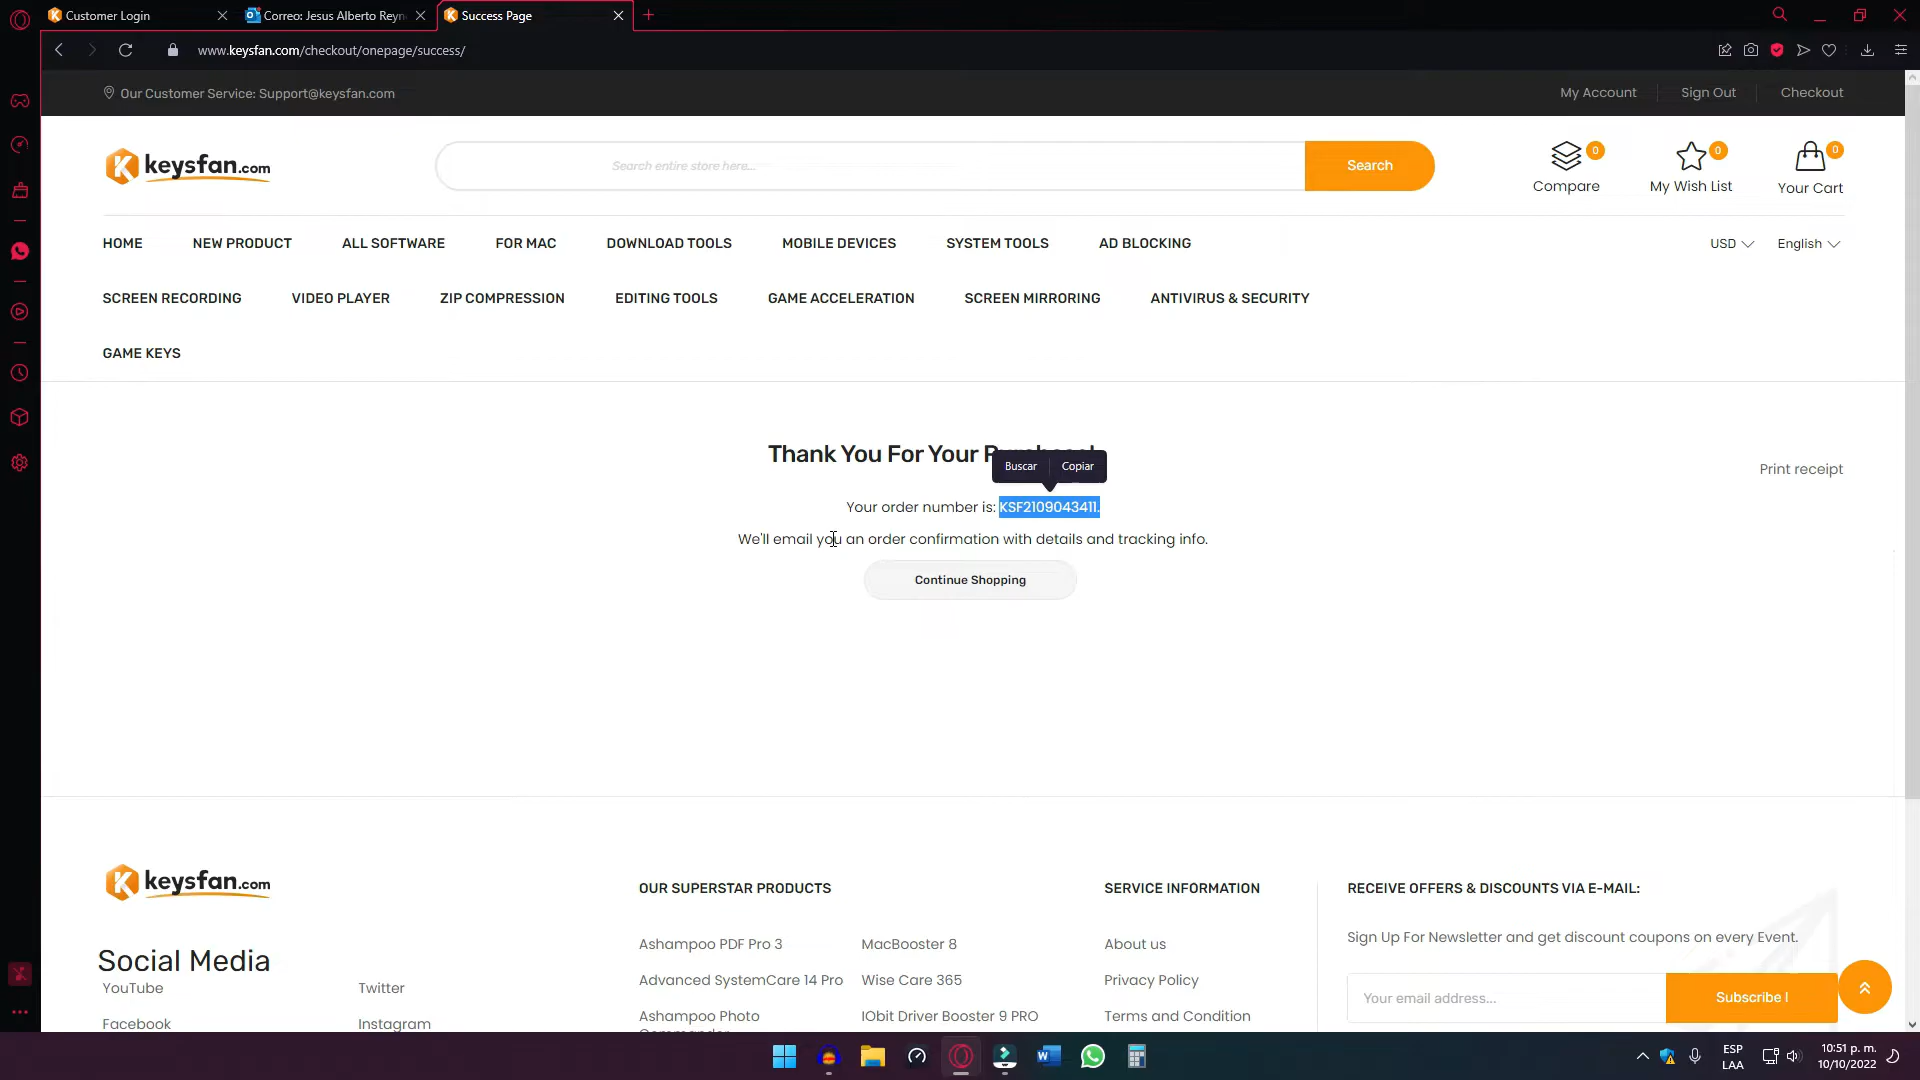 Customer Login
Correo: Jesus Alberto Reyn
Success Page
www.keysfan.com/checkout/onepage/success/
Our Customer Service: Support@keysfan.com
My Account
Sign Out
Checkout
keysfan.com
Search entire store here...
Search
0
Compare
0
My Wish List
0
Your Cart
HOME
NEW PRODUCT
ALL SOFTWARE
FOR MAC
DOWNLOAD TOOLS
MOBILE DEVICES
SYSTEM TOOLS
AD BLOCKING
USD
English
SCREEN RECORDING
VIDEO PLAYER
ZIP COMPRESSION
EDITING TOOLS
GAME ACCELERATION
SCREEN MIRRORING
ANTIVIRUS & SECURITY
GAME KEYS
Thank You For Your
Buscar
Copiar
Print receipt
Your order number is: KSF2109043411.
We'll email you an order confirmation with details and tracking info.
Continue Shopping
keysfan.com
Social Media
YouTube
Twitter
Facebook
Instagram
OUR SUPERSTAR PRODUCTS
Ashampoo PDF Pro 3
MacBooster 8
Advanced SystemCare 14 Pro
Wise Care 365
Ashampoo Photo
IObit Driver Booster 9 PRO
SERVICE INFORMATION
About us
Privacy Policy
Terms and Condition
RECEIVE OFFERS & DISCOUNTS VIA E-MAIL:
Sign Up For Newsletter and get discount coupons on every Event.
Your email address...
Subscribe !
ESP
LAA
10:51 p. m.
10/10/2022